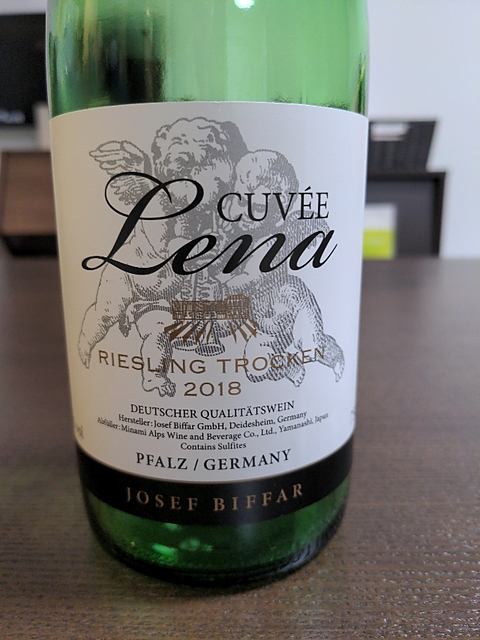 CUVÉE
Lena
RIESLING TROCKEN
2018
DEUTSCHER QUALITÄTSWEIN
Hersteller: Josef Biffar GmbH, Deidesheim, Germany
Abfüller: Minami Alps Wine and Beverage Co., Ltd., Yamanashi, Japan
Contains Sulfites
PFALZ / GERMANY
JOSEF BIFFAR